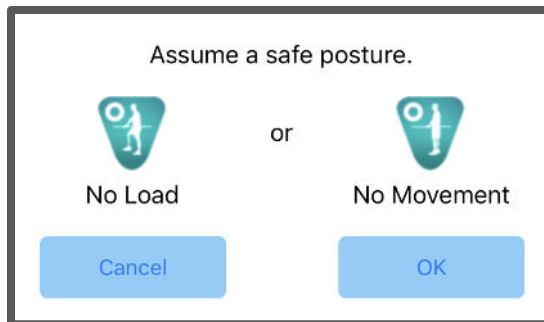 Assume a safe posture.
or
No Load
No Movement
Cancel
OK